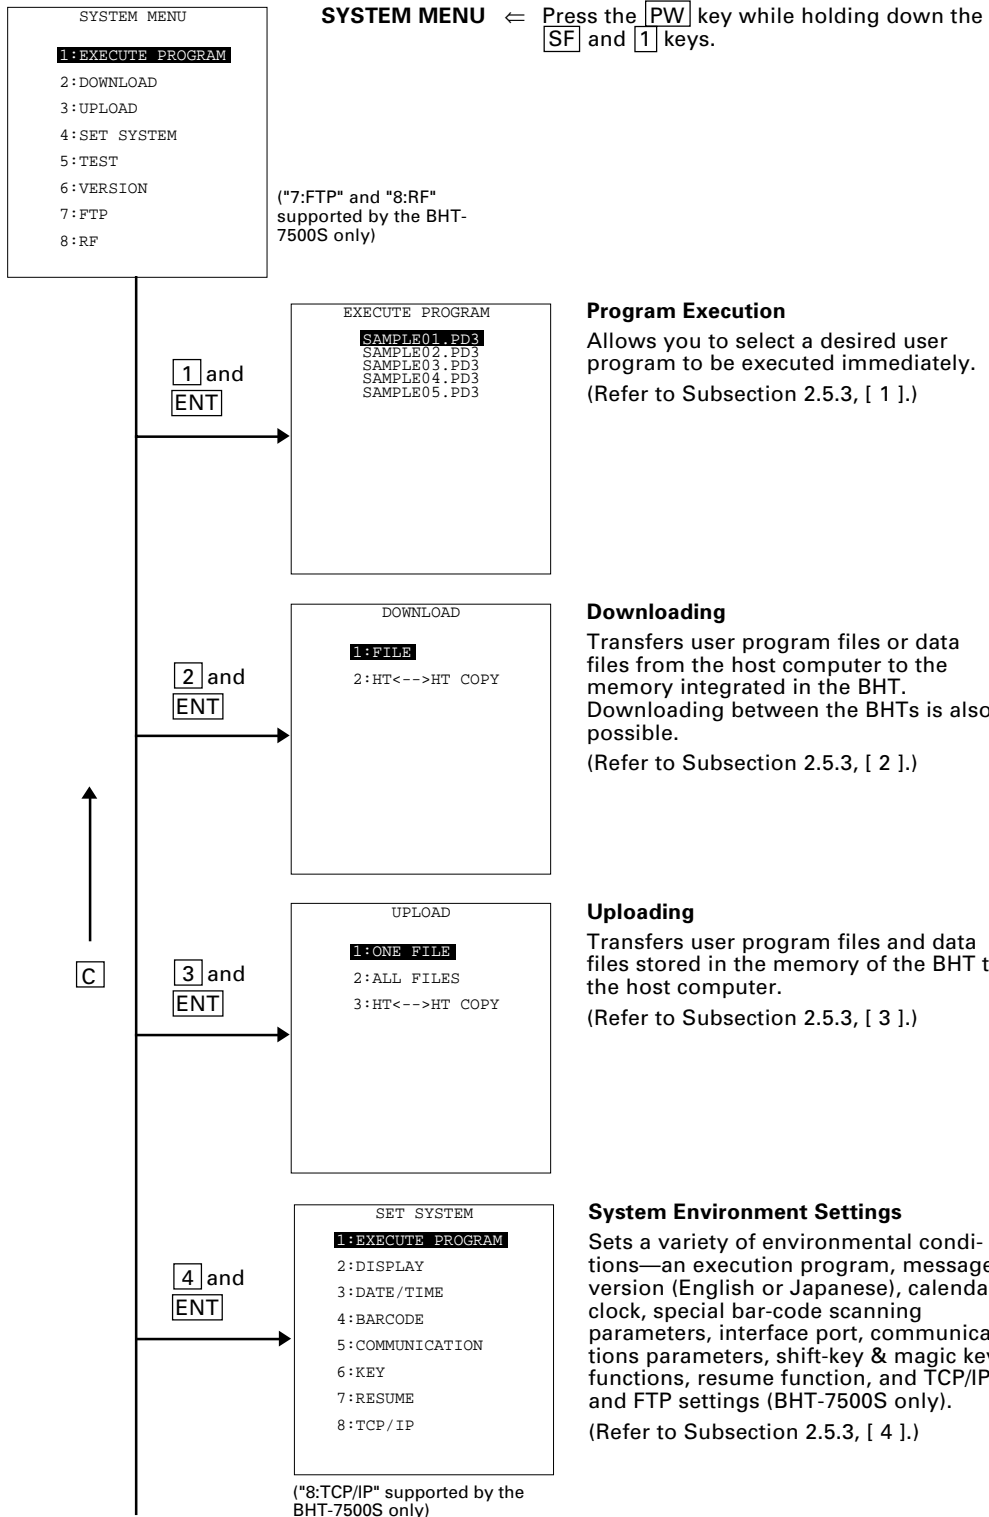 SYSTEM MENU
1:EXECUTE PROGRAM
2:DOWNLOAD
3:UPLOAD
4:SET SYSTEM
5:TEST
6:VERSION
7:FTP
8:RF
SYSTEM MENU ⇐ Press the PW key while holding down the
SF and 1 keys.
("7:FTP" and "8:RF"
supported by the BHT-
7500S only)
1 and
ENT
EXECUTE PROGRAM
SAMPLE01.PD3
SAMPLE02.PD3
SAMPLE03.PD3
SAMPLE04.PD3
SAMPLE05.PD3
Program Execution
Allows you to select a desired user
program to be executed immediately.
(Refer to Subsection 2.5.3, [ 1 ].)
2 and
ENT
DOWNLOAD
1:FILE
2:HT<-->HT COPY
Downloading
Transfers user program files or data
files from the host computer to the
memory integrated in the BHT.
Downloading between the BHTs is also
possible.
(Refer to Subsection 2.5.3, [ 2 ].)
C
3 and
ENT
UPLOAD
1:ONE FILE
2:ALL FILES
3:HT<-->HT COPY
Uploading
Transfers user program files and data
files stored in the memory of the BHT t
the host computer.
(Refer to Subsection 2.5.3, [ 3 ].)
4 and
ENT
SET SYSTEM
1:EXECUTE PROGRAM
2:DISPLAY
3:DATE/TIME
4:BARCODE
5:COMMUNICATION
6:KEY
7:RESUME
8:TCP/IP
("8:TCP/IP" supported by the
BHT-7500S only)
System Environment Settings
Sets a variety of environmental condi-
tions—an execution program, message
version (English or Japanese), calenda
clock, special bar-code scanning
parameters, interface port, communica
tions parameters, shift-key & magic key
functions, resume function, and TCP/IP
and FTP settings (BHT-7500S only).
(Refer to Subsection 2.5.3, [ 4 ].)